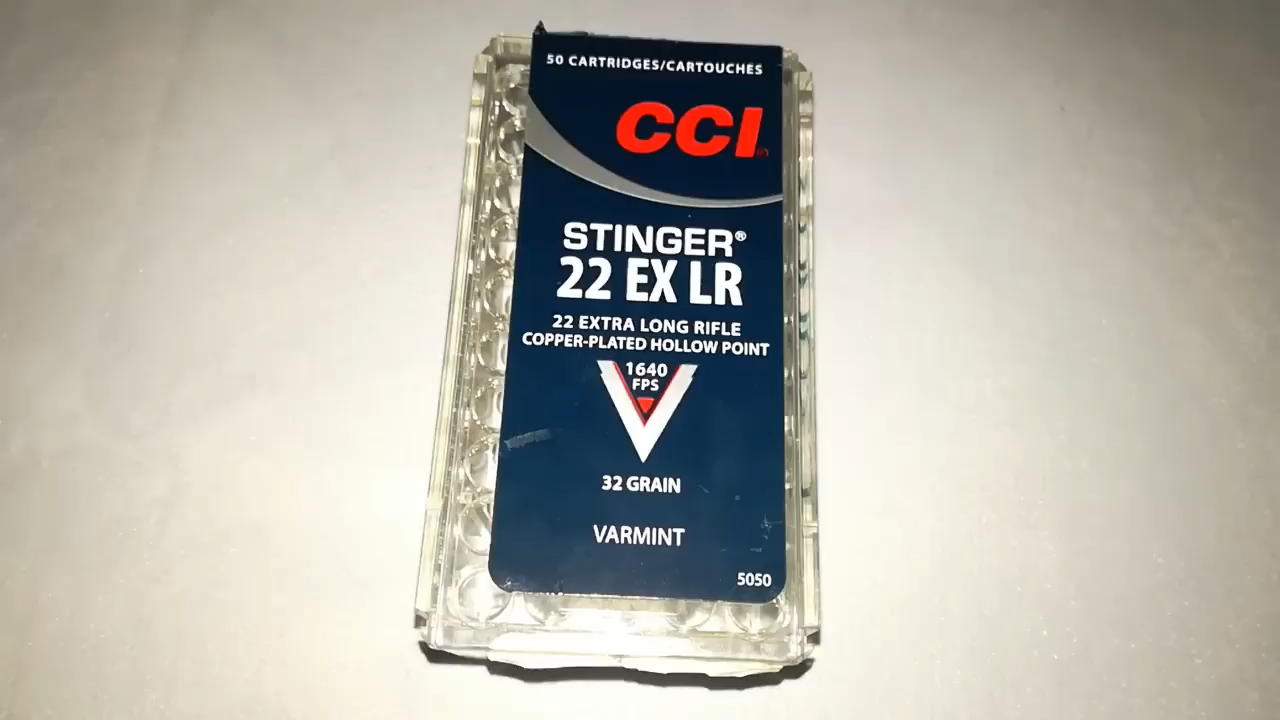 50 CARTRIDGES/CARTOUCHES
CCI
STINGER®
22 EX LR
22 EXTRA LONG RIFLE
COPPER-PLATED HOLLOW POINT
1640
FPS
32 GRAIN
VARMINT
5050